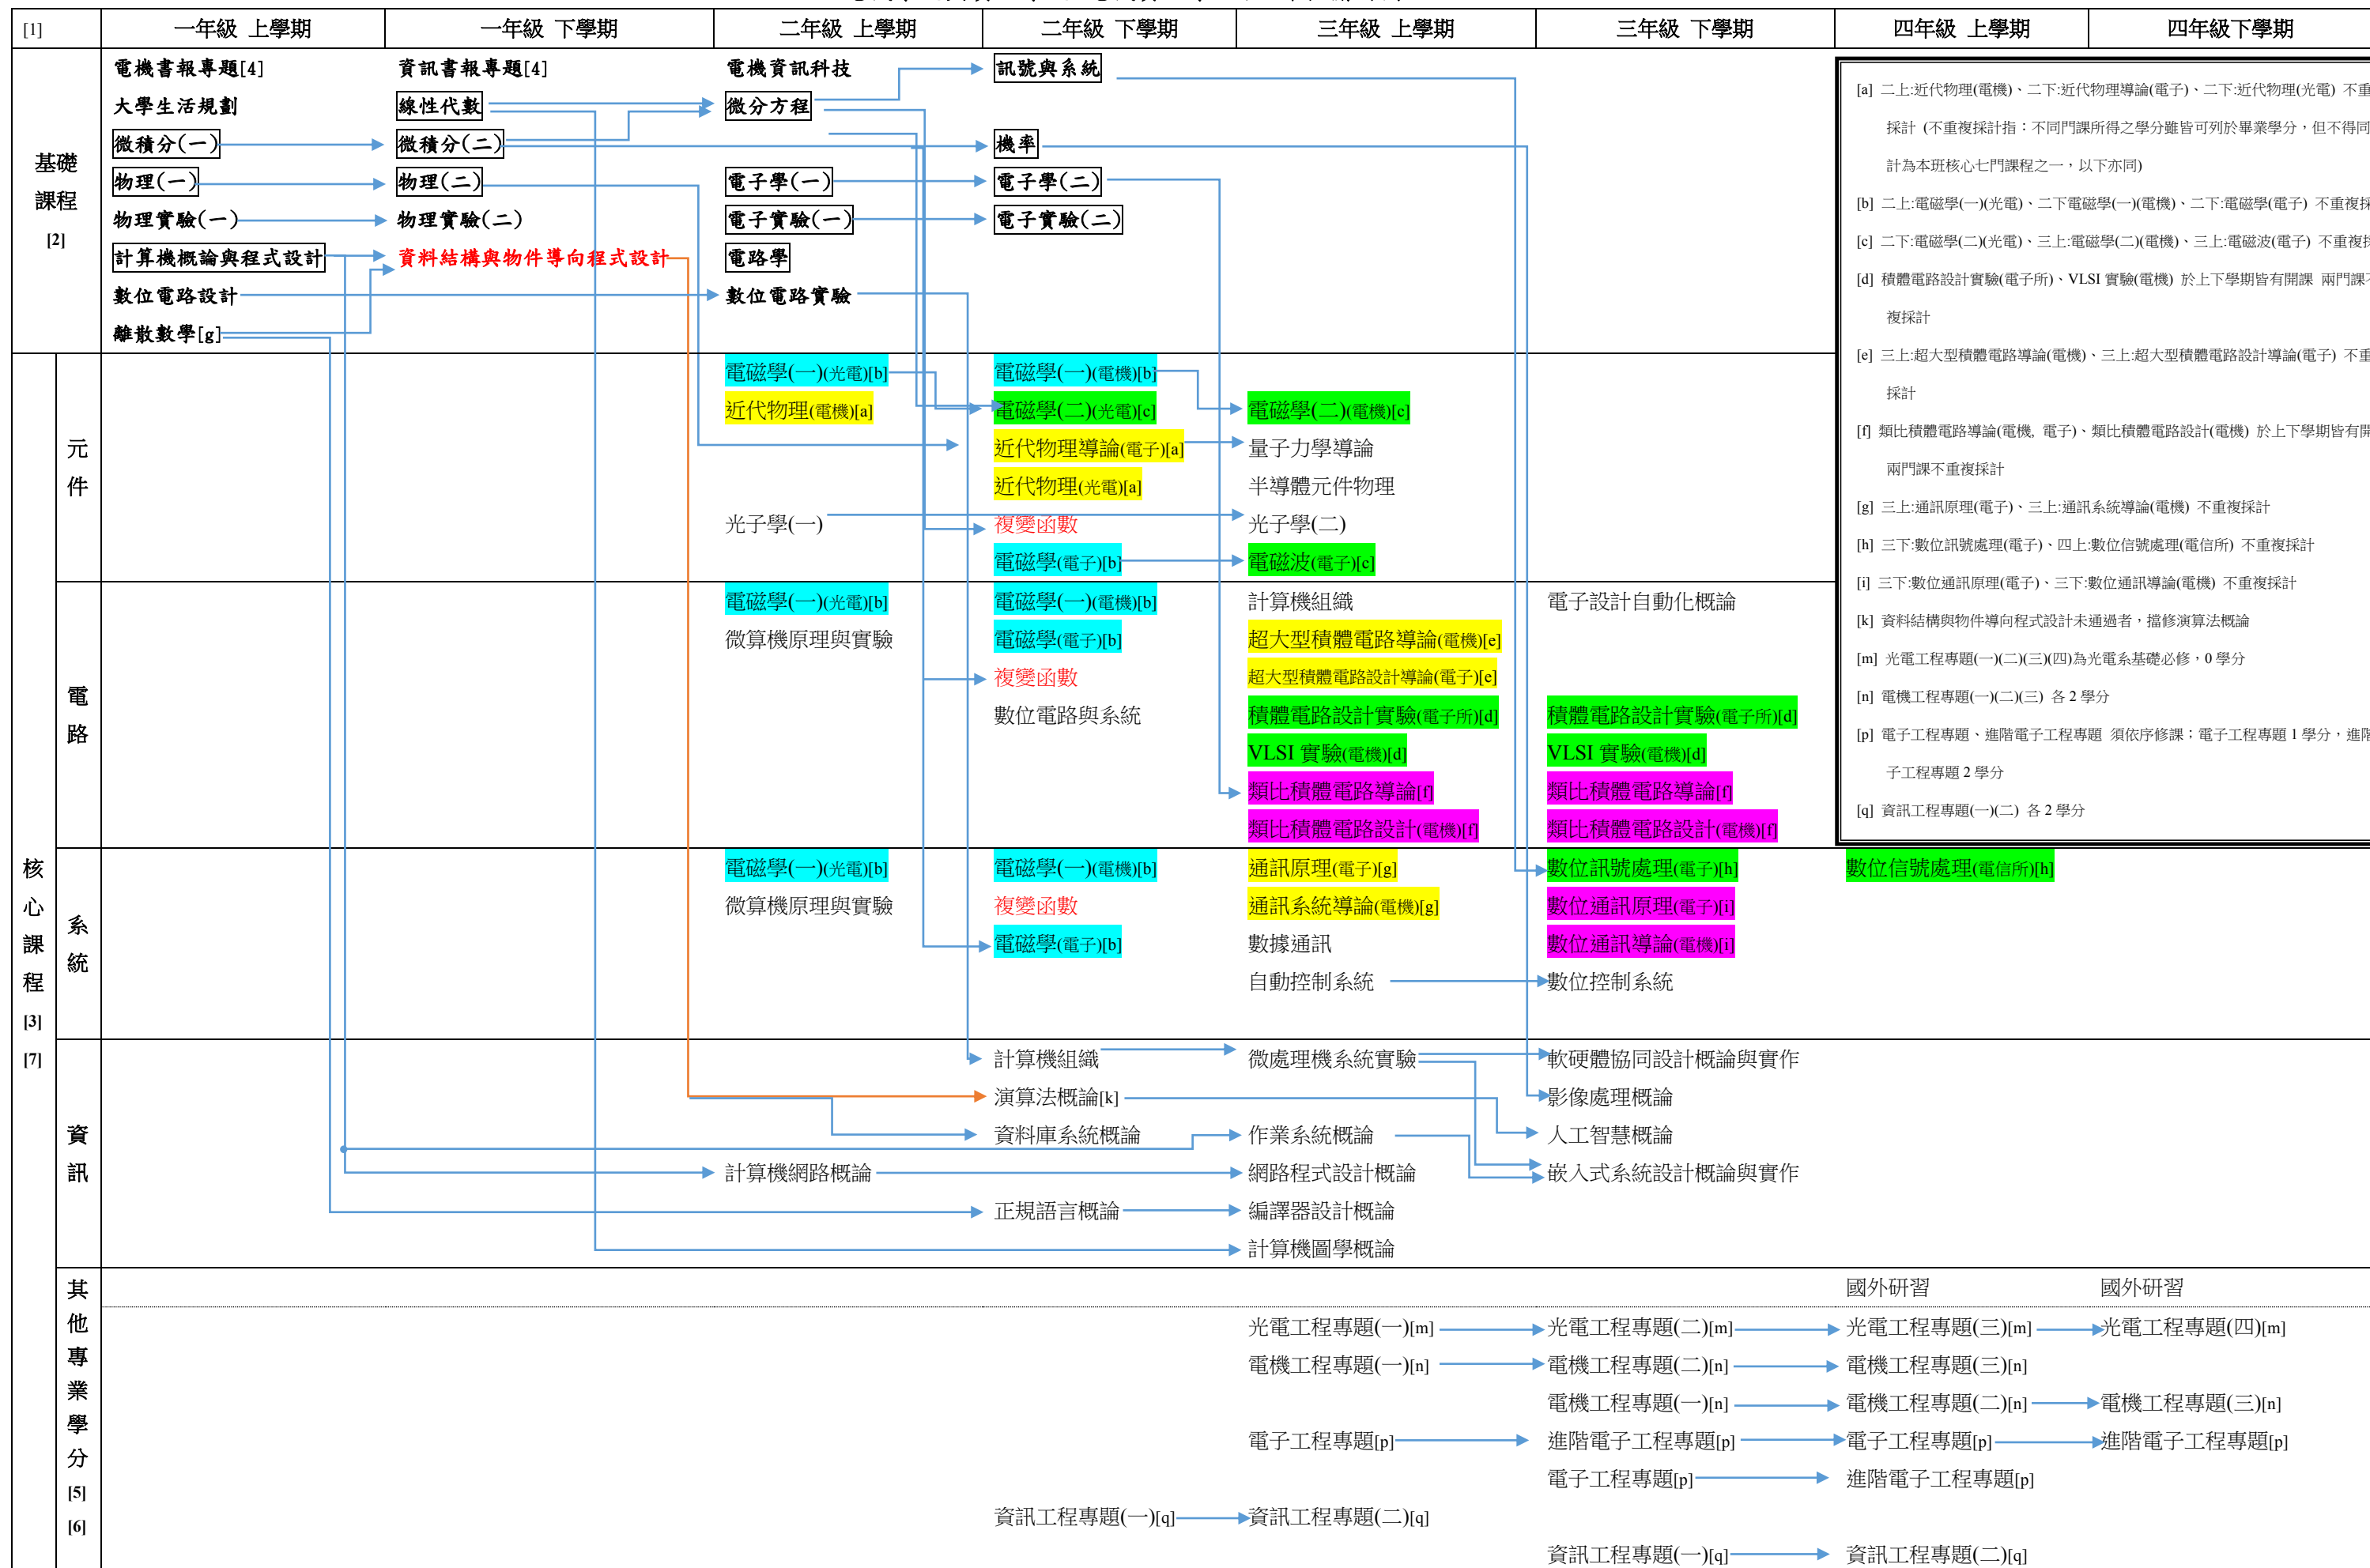 [1] 一年級 上學期 一年級 下學期 二年級 上學期 二年級 下學期 三年級 上學期 三年級 下學期 四年級 上學期 四年級下學期
基礎
課程
[2]
電機書報專題[4] 資訊書報專題[4] 電機資訊科技 訊號與系統
大學生活規劃 線性代數 微分方程
微積分(一) 微積分(二) 機率
物理(一) 物理(二) 電子學(一) 電子學(二)
物理實驗(一) 物理實驗(二) 電子實驗(一) 電子實驗(二)
計算機概論與程式設計 資料結構與物件導向程式設計 電路學
數位電路設計 數位電路實驗
離散數學[g]
核心課程
[3]
[7]
元件
電磁學(一)(光電)[b] 電磁學(一)(電機)[b]
近代物理(電機)[a] 電磁學(二)(光電)[c] 電磁學(二)(電機)[c]
近代物理導論(電子)[a] 量子力學導論
近代物理(光電)[a] 半導體元件物理
光子學(一) 複變函數 光子學(二)
電磁學(電子)[b] 電磁波(電子)[c]
電路
電磁學(一)(光電)[b] 電磁學(一)(電機)[b] 計算機組織 電子設計自動化概論
微算機原理與實驗 電磁學(電子)[b] 超大型積體電路導論(電機)[e]
複變函數 超大型積體電路設計導論(電子)[e]
數位電路與系統 積體電路設計實驗(電子所)[d] 積體電路設計實驗(電子所)[d]
VLSI 實驗(電機)[d] VLSI 實驗(電機)[d]
類比積體電路導論[f] 類比積體電路導論[f]
類比積體電路設計(電機)[f] 類比積體電路設計(電機)[f]
系統
電磁學(一)(光電)[b] 電磁學(一)(電機)[b] 通訊原理(電子)[g] 數位訊號處理(電子)[h] 數位信號處理(電信所)[h]
微算機原理與實驗 複變函數 通訊系統導論(電機)[g] 數位通訊原理(電子)[i]
電磁學(電子)[b] 數據通訊 數位通訊導論(電機)[i]
自動控制系統 數位控制系統
資訊
計算機組織 微處理機系統實驗 軟硬體協同設計概論與實作
演算法概論[k] 影像處理概論
資料庫系統概論 作業系統概論 人工智慧概論
計算機網路概論 網路程式設計概論 嵌入式系統設計概論與實作
正規語言概論 編譯器設計概論
計算機圖學概論
其他專業學分
[5]
[6]
國外研習 國外研習
光電工程專題(一)[m] 光電工程專題(二)[m] 光電工程專題(三)[m] 光電工程專題(四)[m]
電機工程專題(一)[n] 電機工程專題(二)[n] 電機工程專題(三)[n]
電機工程專題(一)[n] 電機工程專題(二)[n] 電機工程專題(三)[n]
電子工程專題[p] 進階電子工程專題[p] 電子工程專題[p] 進階電子工程專題[p]
電子工程專題[p] 進階電子工程專題[p]
資訊工程專題(一)[q] 資訊工程專題(二)[q]
資訊工程專題(一)[q] 資訊工程專題(二)[q]
[a] 二上:近代物理(電機)、二下:近代物理導論(電子)、二下:近代物理(光電) 不重
採計 (不重複採計指：不同門課所得之學分雖皆可列於畢業學分，但不得同
計為本班核心七門課程之一，以下亦同)
[b] 二上:電磁學(一)(光電)、二下電磁學(一)(電機)、二下:電磁學(電子) 不重複
[c] 二下:電磁學(二)(光電)、三上:電磁學(二)(電機)、三上:電磁波(電子) 不重複
[d] 積體電路設計實驗(電子所)、VLSI 實驗(電機) 於上下學期皆有開課 兩門課
複採計
[e] 三上:超大型積體電路導論(電機)、三上:超大型積體電路設計導論(電子) 不重
採計
[f] 類比積體電路導論(電機, 電子)、類比積體電路設計(電機) 於上下學期皆有
兩門課不重複採計
[g] 三上:通訊原理(電子)、三上:通訊系統導論(電機) 不重複採計
[h] 三下:數位訊號處理(電子)、四上:數位信號處理(電信所) 不重複採計
[i] 三下:數位通訊原理(電子)、三下:數位通訊導論(電機) 不重複採計
[k] 資料結構與物件導向程式設計未通過者，擋修演算法概論
[m] 光電工程專題(一)(二)(三)(四)為光電系基礎必修，0 學分
[n] 電機工程專題(一)(二)(三) 各 2 學分
[p] 電子工程專題、進階電子工程專題 須依序修課；電子工程專題 1 學分，進
子工程專題 2 學分
[q] 資訊工程專題(一)(二) 各 2 學分